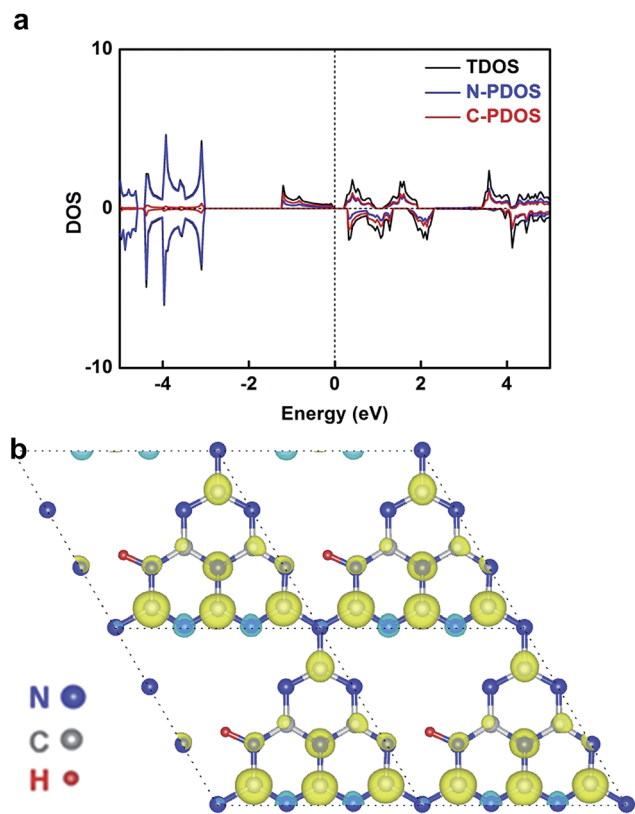 a
10
TDOS
N-PDOS
C-PDOS
DOS
0
-10
-4
-2
0
2
4
Energy (eV)
b
N
C
H